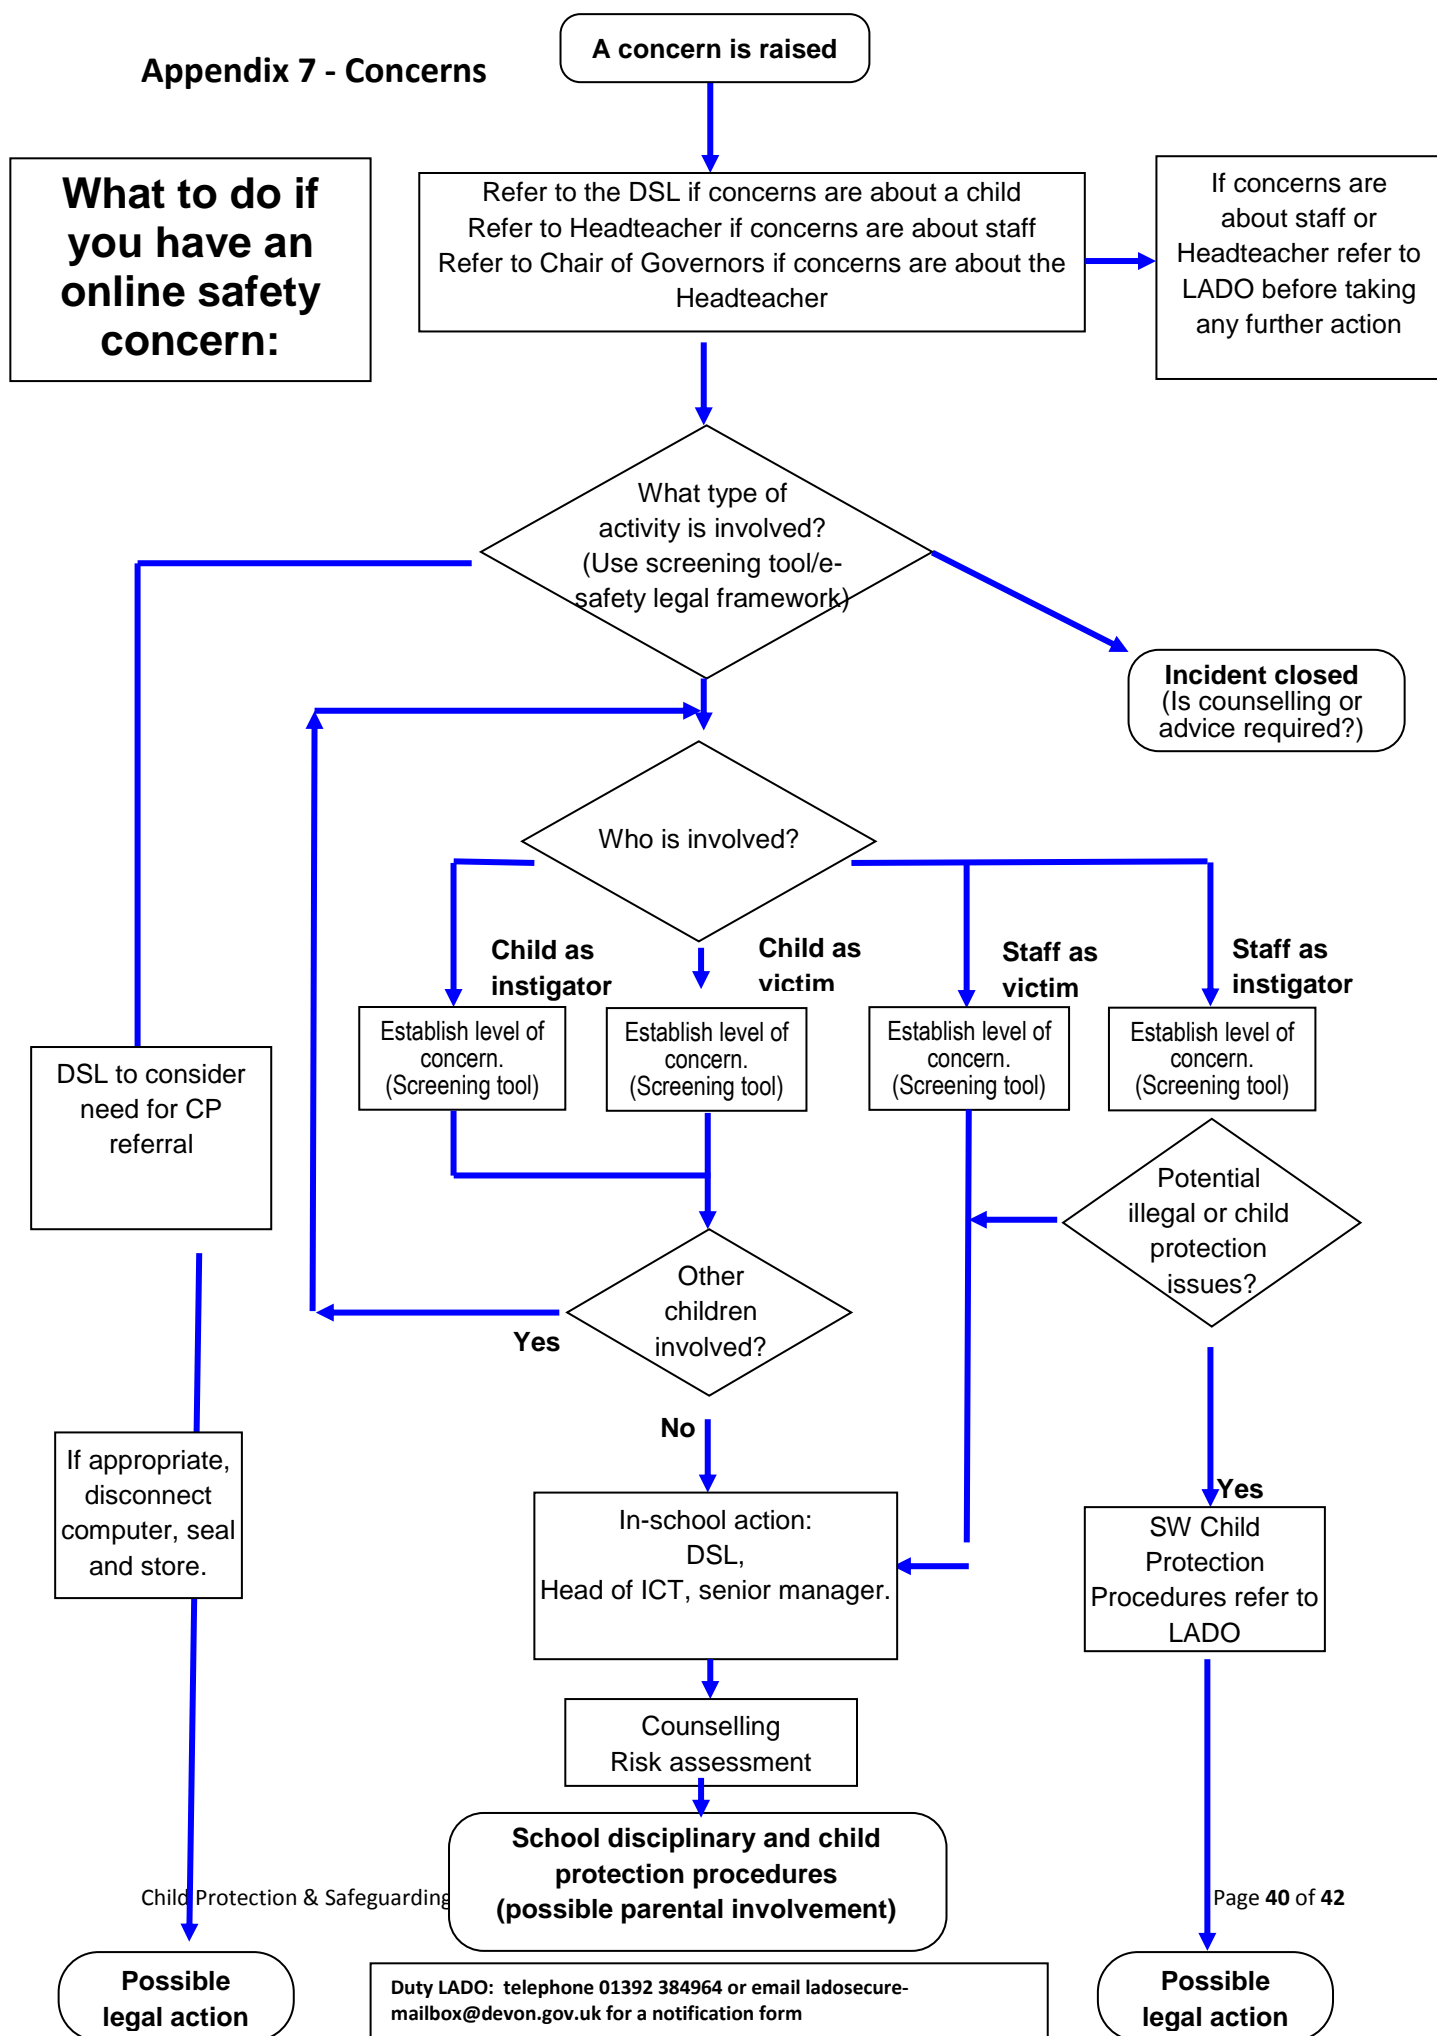 A concern is raised
Appendix 7 - Concerns
What to do if
you have an
online safety
concern:
Refer to the DSL if concerns are about a child
Refer to Headteacher if concerns are about staff
Refer to Chair of Governors if concerns are about the
Headteacher
If concerns are
about staff or
Headteacher refer to
LADO before taking
any further action
What type of
activity is involved?
(Use screening tool/e-
safety legal framework)
Incident closed
(Is counselling or
advice required?)
Who is involved?
Child as
instigator
Child as
victim
Staff as
victim
Staff as
instigator
Establish level of
concern.
(Screening tool)
Establish level of
concern.
(Screening tool)
Establish level of
concern.
(Screening tool)
Establish level of
concern.
(Screening tool)
DSL to consider
need for CP
referral
Potential
illegal or child
protection
issues?
Other
children
involved?
Yes
No
If appropriate,
disconnect
computer, seal
and store.
Yes
In-school action:
DSL,
Head of ICT, senior manager.
SW Child
Protection
Procedures refer to
LADO
Counselling
Risk assessment
School disciplinary and child
protection procedures
(possible parental involvement)
Child Protection & Safeguarding
Page 40 of 42
Possible
legal action
Duty LADO: telephone 01392 384964 or email ladosecure-
mailbox@devon.gov.uk for a notification form
Possible
legal action